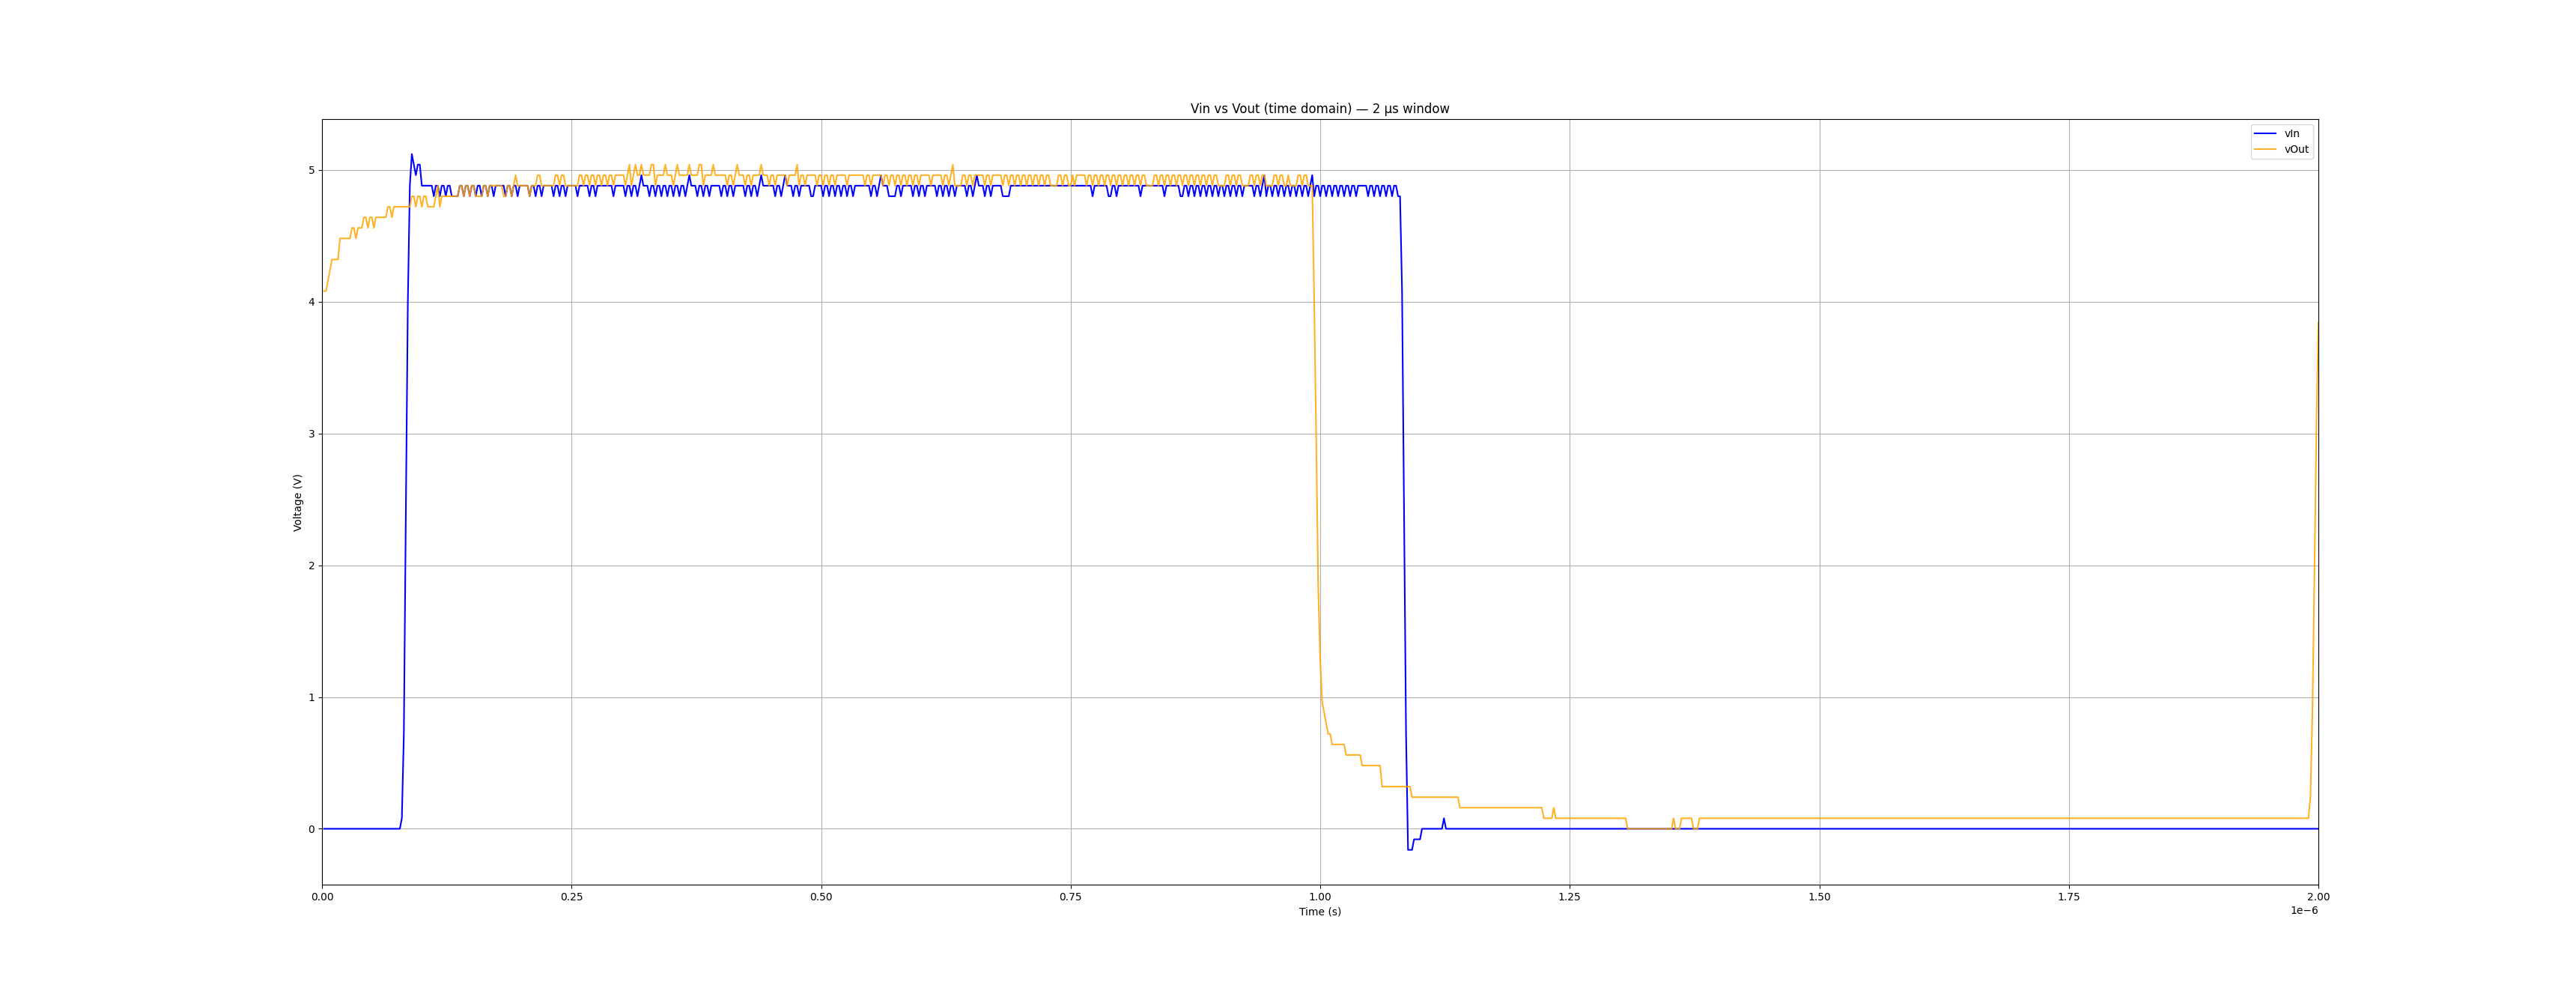 Vin vs Vout (time domain) — 2 µs window
vIn
vOut
5
4
3
2
1
0
Voltage (V)
0.00 0.25 0.50 0.75 1.00 1.25 1.50 1.75 2.00
Time (s)
1e−6